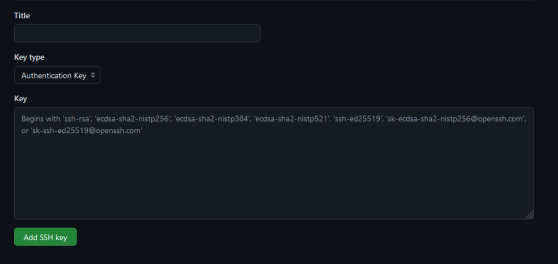 Title
Key type
Authentication Key
Key
Begins with 'ssh-rsa', 'ecdsa-sha2-nistp256', 'ecdsa-sha2-nistp384', 'ecdsa-sha2-nistp521', 'ssh-ed25519', 'sk-ecdsa-sha2-nistp256@openssh.com',
or 'sk-ssh-ed25519@openssh.com'
Add SSH key